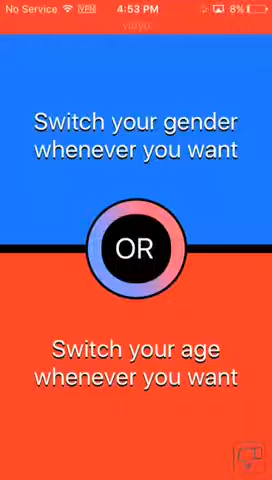 No Service VPN 4:53 PM 8%
Switch your gender
whenever you want
OR
Switch your age
whenever you want